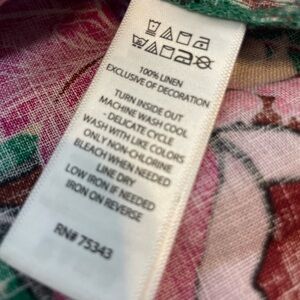 100% LINEN
EXCLUSIVE OF DECORATION
TURN INSIDE OUT
MACHINE WASH COOL
- DELICATE CYCLE
WASH WITH LIKE COLORS
ONLY NON-CHLORINE
BLEACH WHEN NEEDED
LINE DRY
LOW IRON IF NEEDED
IRON ON REVERSE
RN# 75343